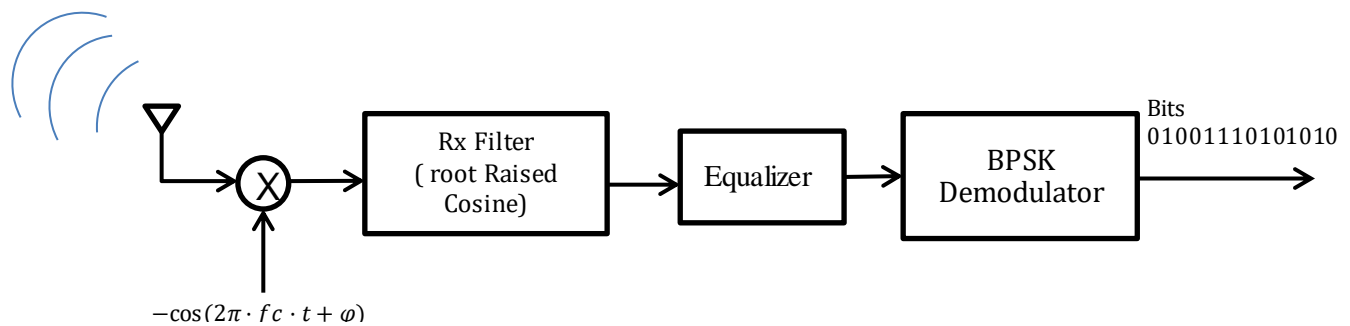 Bits
01001110101010
Rx Filter
( root Raised
Cosine)
X
Equalizer
BPSK
Demodulator
−cos(2π · fc · t + φ)